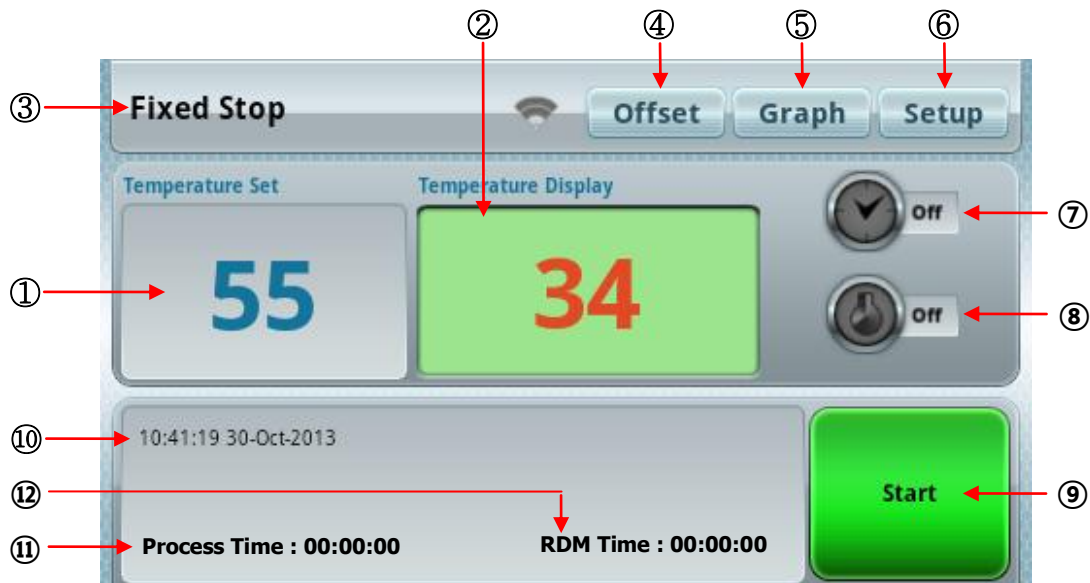 ② ④ ⑤ ⑥
③ Fixed Stop Offset Graph Setup
Temperature Set Temperature Display
Off ⑦
① 55 34
Off ⑧
⑩ 10:41:19 30-Oct-2013
⑫ Start ⑨
⑪ Process Time : 00:00:00 RDM Time : 00:00:00